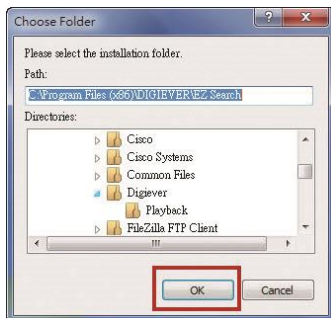 Choose Folder
Please select the installation folder.
Path:
C:\Program Files (x86)\DIGIEVER\EZ Search
Directories:
Cisco
Cisco Systems
Common Files
Digiever
Playback
FileZilla FTP Client
OK
Cancel